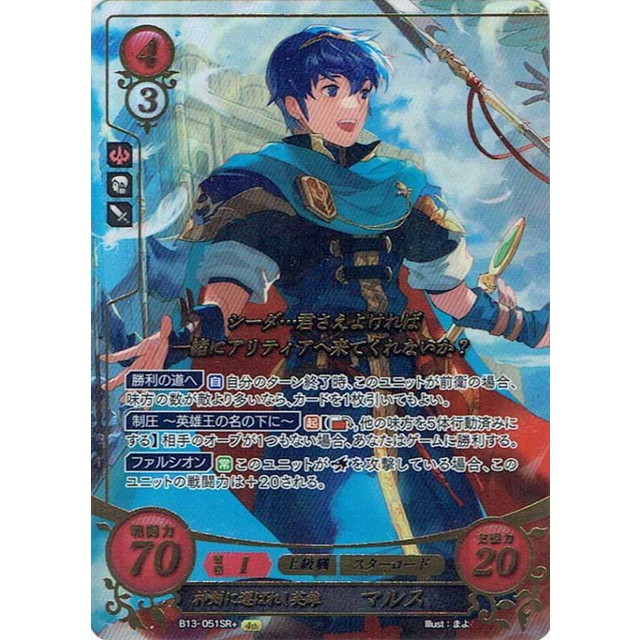 4
3
シーダ…君さえよければ
一緒にアリティアへ来てくれないか?
勝利の道へ 自 自分のターン終了時、このユニットが前衛の場合、
味方の数が敵より多いなら、カードを1枚引いてもよい。
制圧 ～英雄王の名の下に～ 起【 、他の味方を5体行動済みに
する】相手のオーブが1つもない場合、あなたはゲームに勝利する。
ファルシオン 常 このユニットが を攻撃している場合、この
ユニットの戦闘力は+20される。
戦闘力
70
射程 1 上級職 スターロード
支援力
20
神剣に選ばれし英雄 マルス
B13-051SR+ 4th Illust:まよ